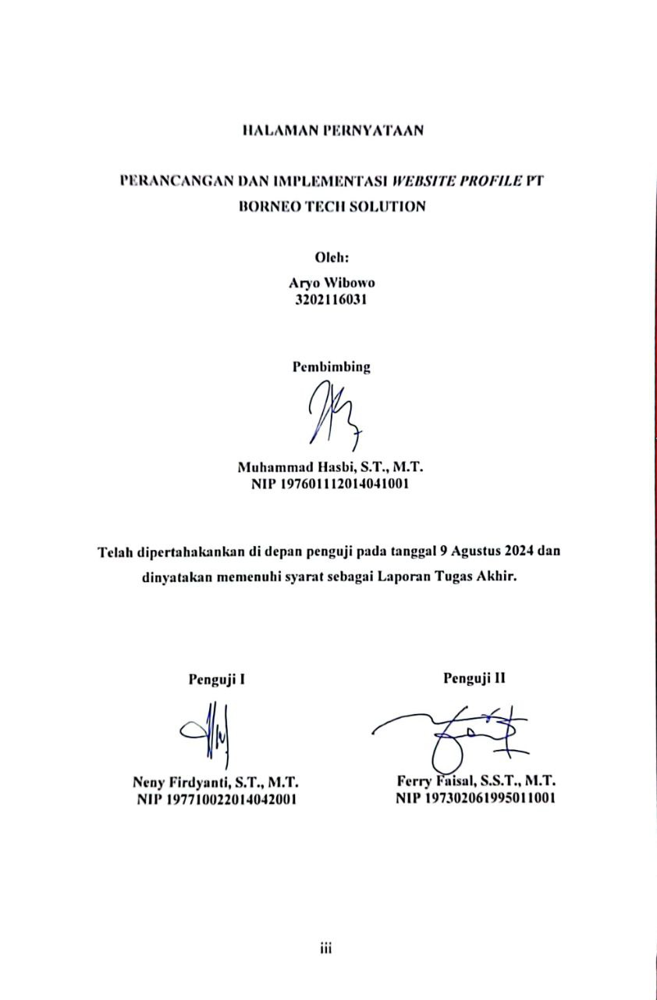 HALAMAN PERNYATAAN
PERANCANGAN DAN IMPLEMENTASI WEBSITE PROFILE PT
BORNEO TECH SOLUTION
Oleh:
Aryo Wibowo
3202116031
Pembimbing
Muhammad Hasbi, S.T., M.T.
NIP 197601112014041001
Telah dipertahakankan di depan penguji pada tanggal 9 Agustus 2024 dan
dinyatakan memenuhi syarat sebagai Laporan Tugas Akhir.
Penguji I
Penguji II
Neny Firdyanti, S.T., M.T.
NIP 197710022014042001
Ferry Faisal, S.S.T., M.T.
NIP 197302061995011001
iii